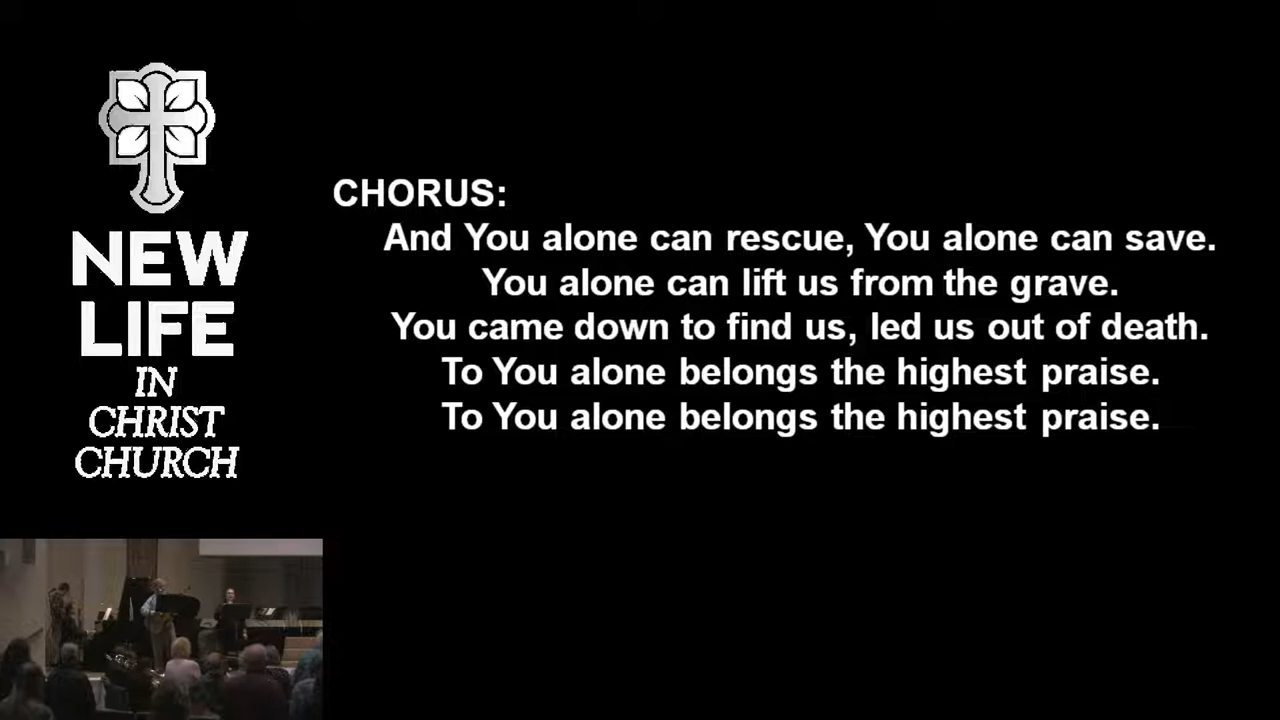 NEW
LIFE
IN
CHRIST
CHURCH
CHORUS:
And You alone can rescue, You alone can save.
You alone can lift us from the grave.
You came down to find us, led us out of death.
To You alone belongs the highest praise.
To You alone belongs the highest praise.